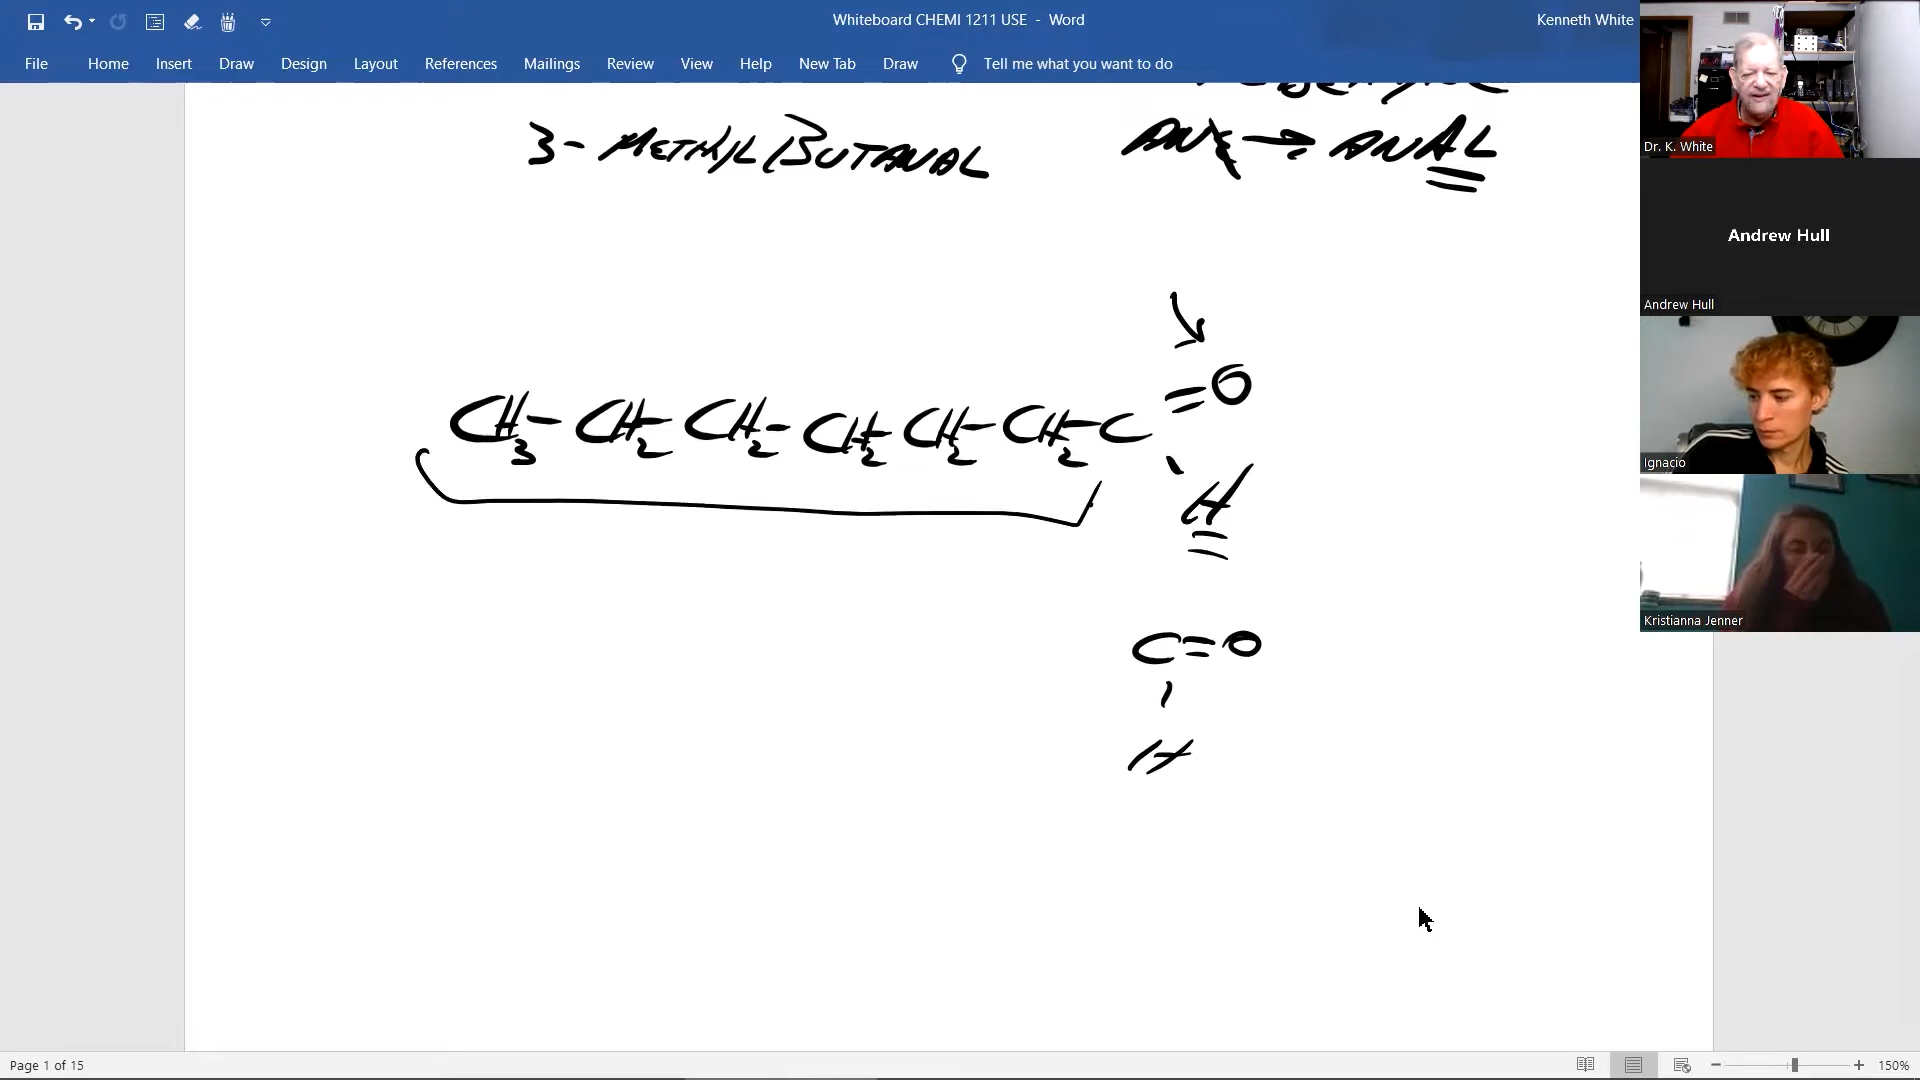 Whiteboard CHEMI 1211 USE - Word
Kenneth White
File Home Insert Draw Design Layout References Mailings Review View Help New Tab Draw Tell me what you want to do
3- METHYL BUTANAL
ANE → ANAL
=O
CH3- CH2- CH2- CH2- CH2- CH2- C
H
C=O
H
Dr. K. White
Andrew Hull
Andrew Hull
Ignacio
Kristianna Jenner
Page 1 of 15
150%